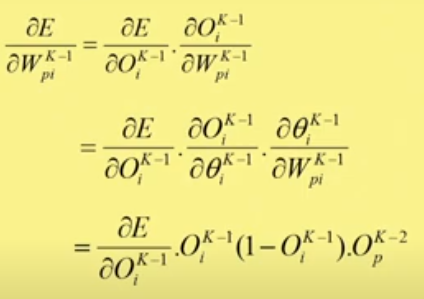 ∂E/∂W_{pi}^{K-1} = ∂E/∂O_i^{K-1} . ∂O_i^{K-1}/∂W_{pi}^{K-1}
= ∂E/∂O_i^{K-1} . ∂O_i^{K-1}/∂θ_i^{K-1} . ∂θ_i^{K-1}/∂W_{pi}^{K-1}
= ∂E/∂O_i^{K-1} . O_i^{K-1}(1-O_i^{K-1}).O_p^{K-2}